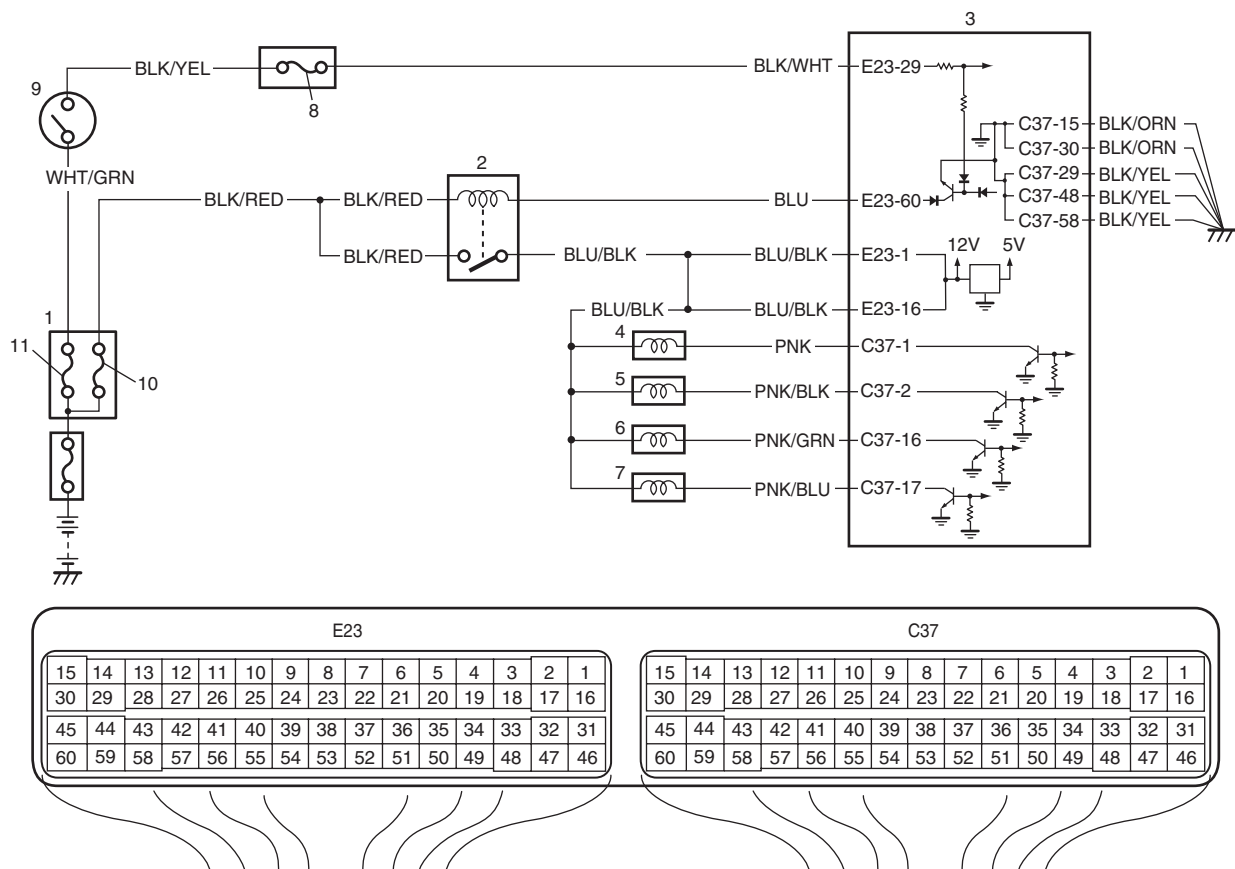 3
BLK/YEL
BLK/WHT
E23-29
9
8
C37-15
BLK/ORN
C37-30
BLK/ORN
WHT/GRN
2
C37-29
BLK/YEL
BLK/RED
BLK/RED
BLU
E23-60
C37-48
BLK/YEL
C37-58
BLK/YEL
BLK/RED
BLU/BLK
BLU/BLK
E23-1
12V
5V
BLU/BLK
BLU/BLK
E23-16
1
4
PNK
C37-1
11
10
5
PNK/BLK
C37-2
6
PNK/GRN
C37-16
7
PNK/BLU
C37-17
E23
15 14 13 12 11 10 9 8 7 6 5 4 3 2 1
30 29 28 27 26 25 24 23 22 21 20 19 18 17 16
45 44 43 42 41 40 39 38 37 36 35 34 33 32 31
60 59 58 57 56 55 54 53 52 51 50 49 48 47 46
C37
15 14 13 12 11 10 9 8 7 6 5 4 3 2 1
30 29 28 27 26 25 24 23 22 21 20 19 18 17 16
45 44 43 42 41 40 39 38 37 36 35 34 33 32 31
60 59 58 57 56 55 54 53 52 51 50 49 48 47 46